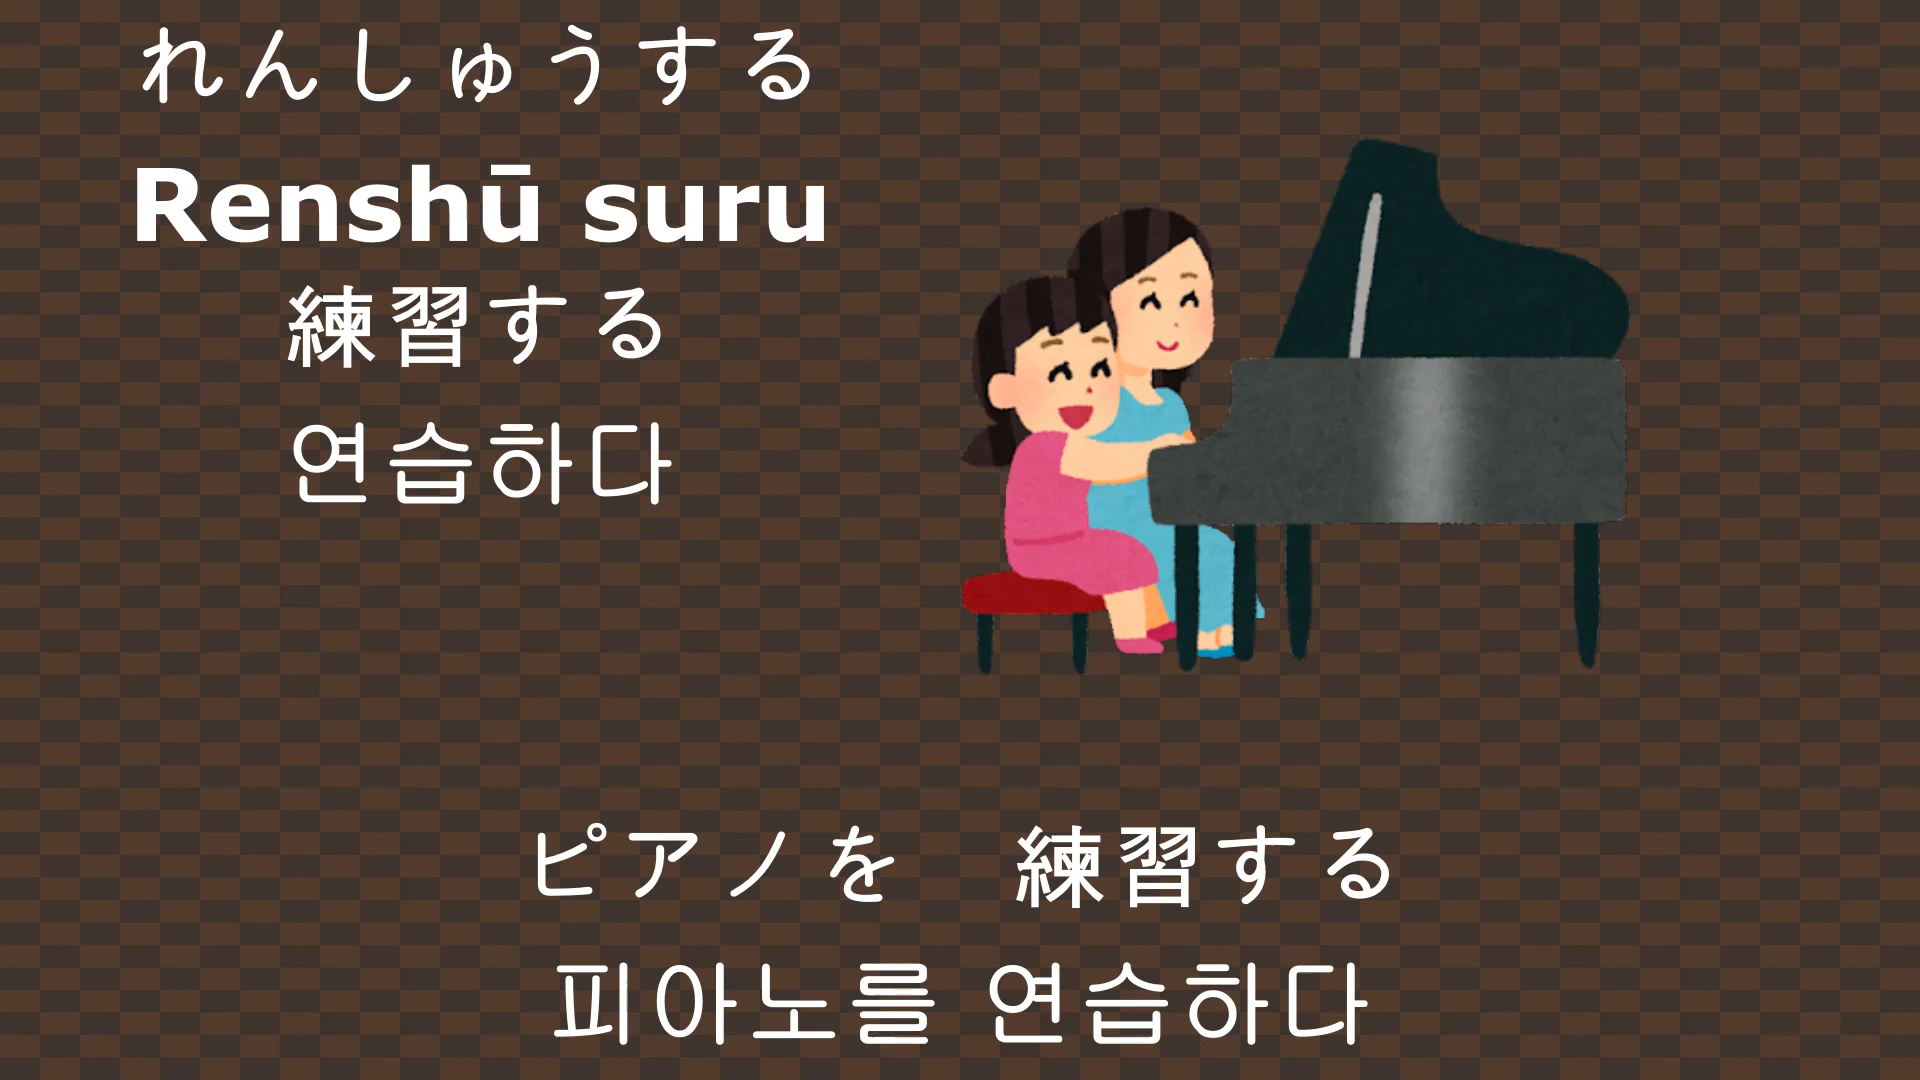 れんしゅうする
Renshū suru
練習する
연습하다
ピアノを　練習する
피아노를 연습하다